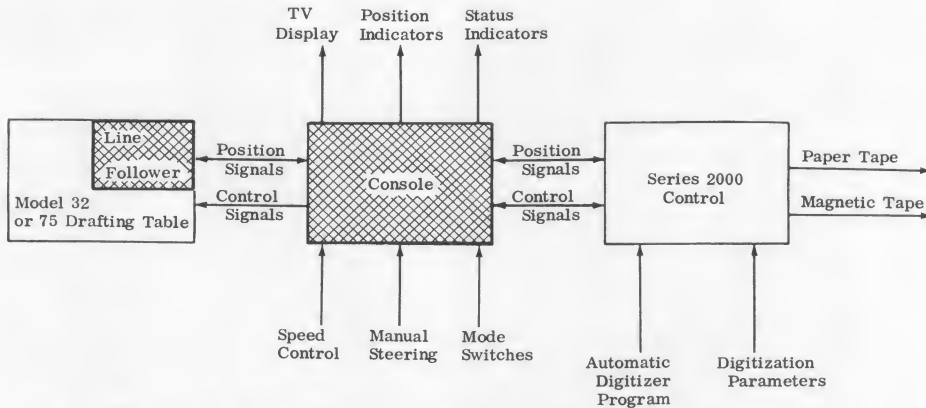 TV
Display
Position
Indicators
Status
Indicators
Line
Follower
Model 32
or 75 Drafting Table
Position
Signals
Control
Signals
Console
Position
Signals
Control
Signals
Series 2000
Control
Paper Tape
Magnetic Tape
Speed
Control
Manual
Steering
Mode
Switches
Automatic
Digitizer
Program
Digitization
Parameters